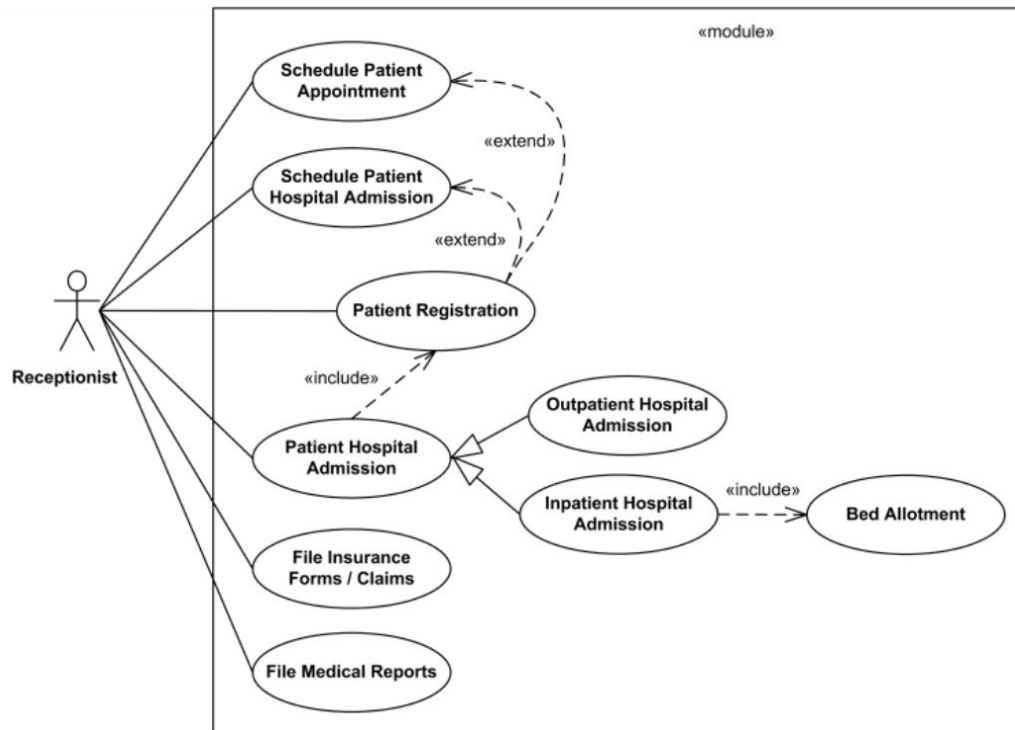 «module»
Schedule Patient
Appointment
«extend»
Schedule Patient
Hospital Admission
«extend»
Patient Registration
Receptionist
«include»
Outpatient Hospital
Admission
Patient Hospital
Admission
Inpatient Hospital
Admission
«include»
Bed Allotment
File Insurance
Forms / Claims
File Medical Reports